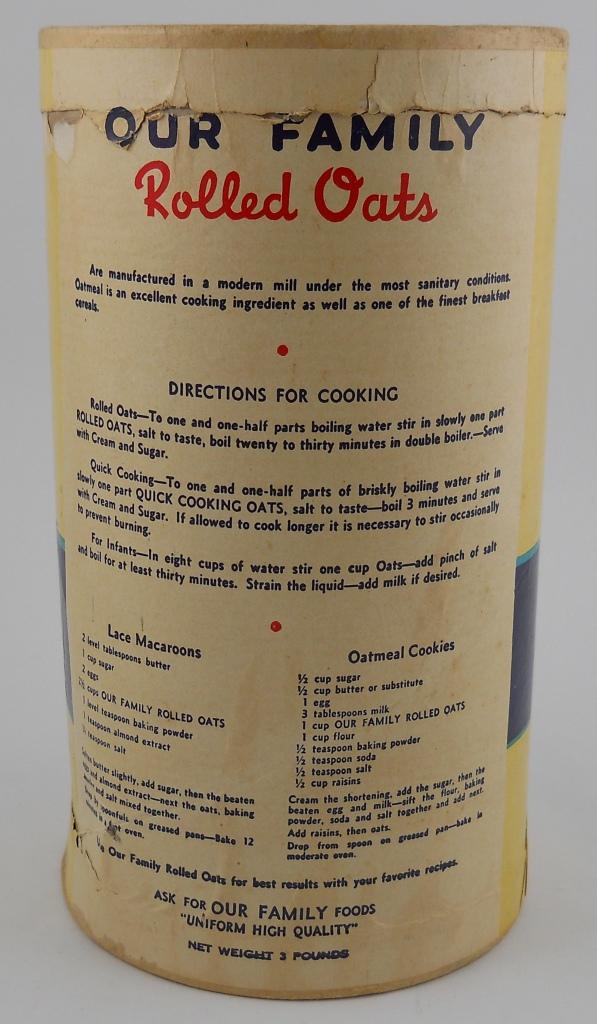 OUR FAMILY
Rolled Oats
Are manufactured in a modern mill under the most sanitary conditions.
Oatmeal is an excellent cooking ingredient as well as one of the finest breakfast
cereals.
DIRECTIONS FOR COOKING
Rolled Oats—To one and one-half parts boiling water stir in slowly one part
ROLLED OATS, salt to taste, boil twenty to thirty minutes in double boiler.—Serve
with Cream and Sugar.
Quick Cooking—To one and one-half parts of briskly boiling water stir in
slowly one part QUICK COOKING OATS, salt to taste—boil 3 minutes and serve
with Cream and Sugar. If allowed to cook longer it is necessary to stir occasionally
to prevent burning.
For Infants—In eight cups of water stir one cup Oats—add pinch of salt
and boil for at least thirty minutes. Strain the liquid—add milk if desired.
Lace Macaroons
2 level tablespoons butter
1 cup sugar
2 eggs
cups OUR FAMILY ROLLED OATS
1 level teaspoon baking powder
1 teaspoon almond extract
teaspoon salt
butter slightly, add sugar, then the beaten
and almond extract—next the oats, baking
and salt mixed together.
by spoonfuls on greased pans—Bake 12
in a oven.
Oatmeal Cookies
½ cup sugar
½ cup butter or substitute
1 egg
3 tablespoons milk
1 cup OUR FAMILY ROLLED OATS
1 cup flour
½ teaspoon baking powder
½ teaspoon soda
½ teaspoon salt
½ cup raisins
Cream the shortening, add the sugar, then the
beaten egg and milk—sift the flour, baking
powder, soda and salt together and add next.
Add raisins, then oats.
Drop from spoon on greased pan—bake in
moderate oven.
Our Family Rolled Oats for best results with your favorite recipes.
ASK FOR OUR FAMILY FOODS
"UNIFORM HIGH QUALITY"
NET WEIGHT 3 POUNDS